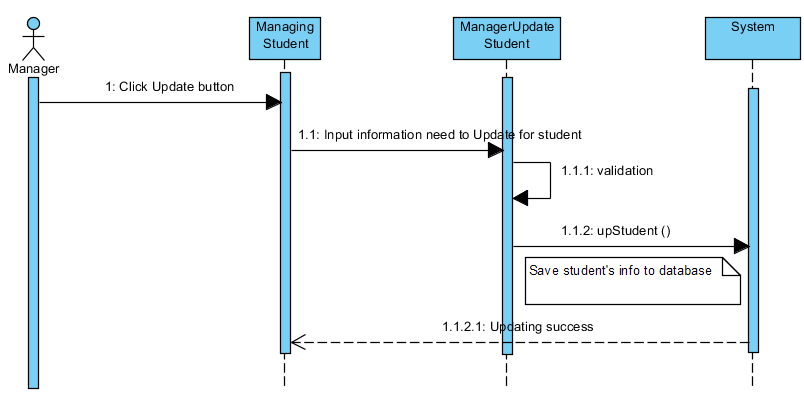 Manager
Managing
Student
ManagerUpdate
Student
System
1: Click Update button
1.1: Input information need to Update for student
1.1.1: validation
1.1.2: upStudent ()
Save student's info to database
1.1.2.1: Updating success